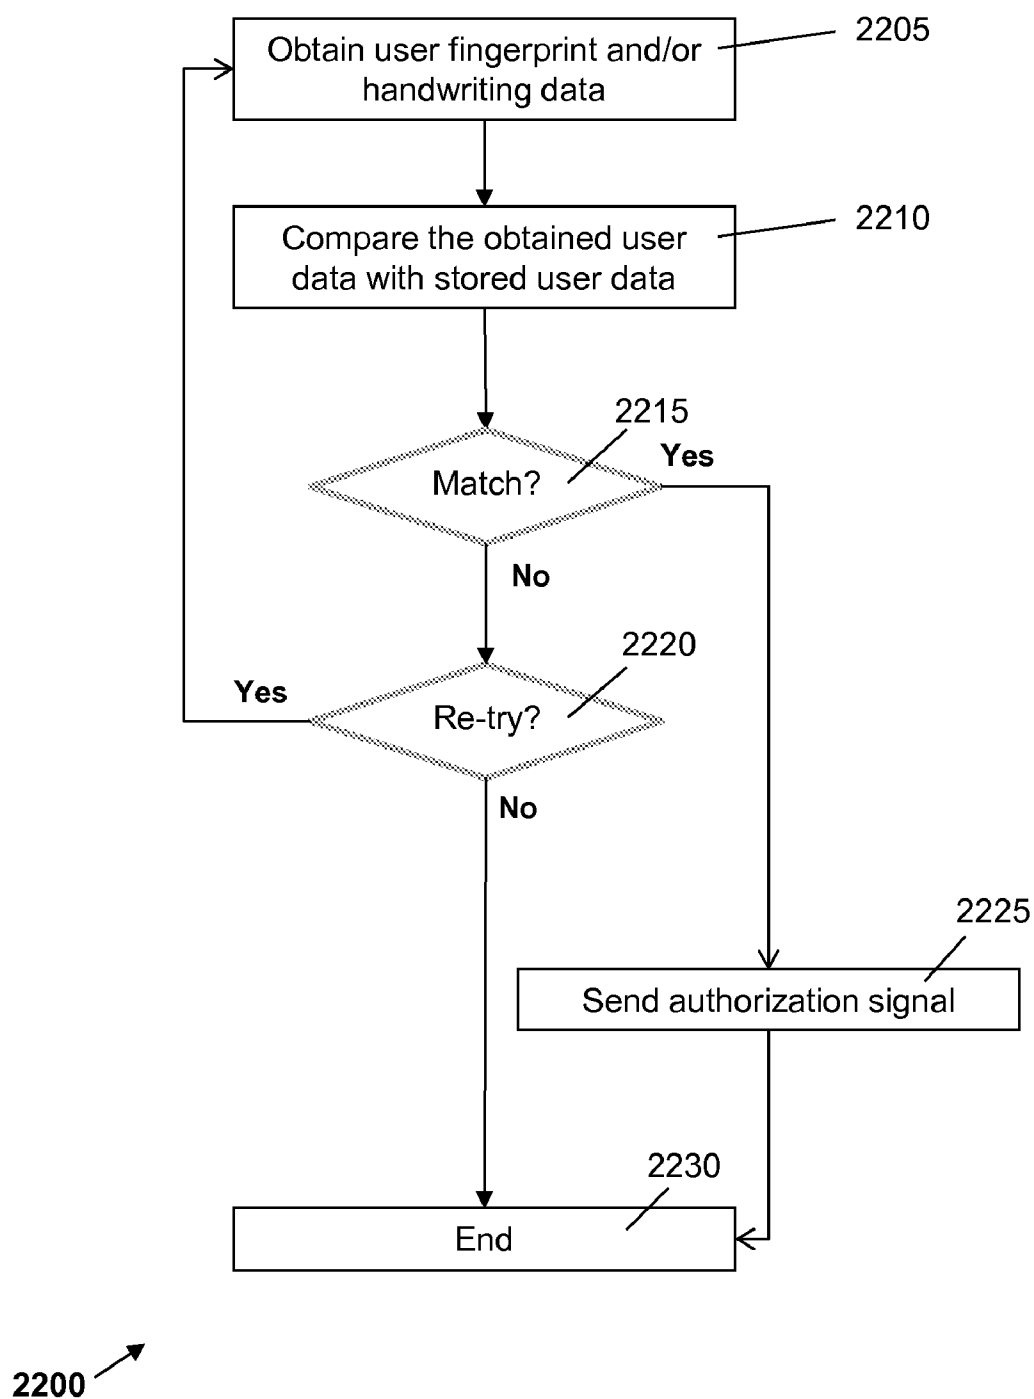 2205
Obtain user fingerprint and/or
handwriting data
2210
Compare the obtained user
data with stored user data
2215
Yes
Match?
No
2220
Yes
Re-try?
No
2225
Send authorization signal
2230
End
2200